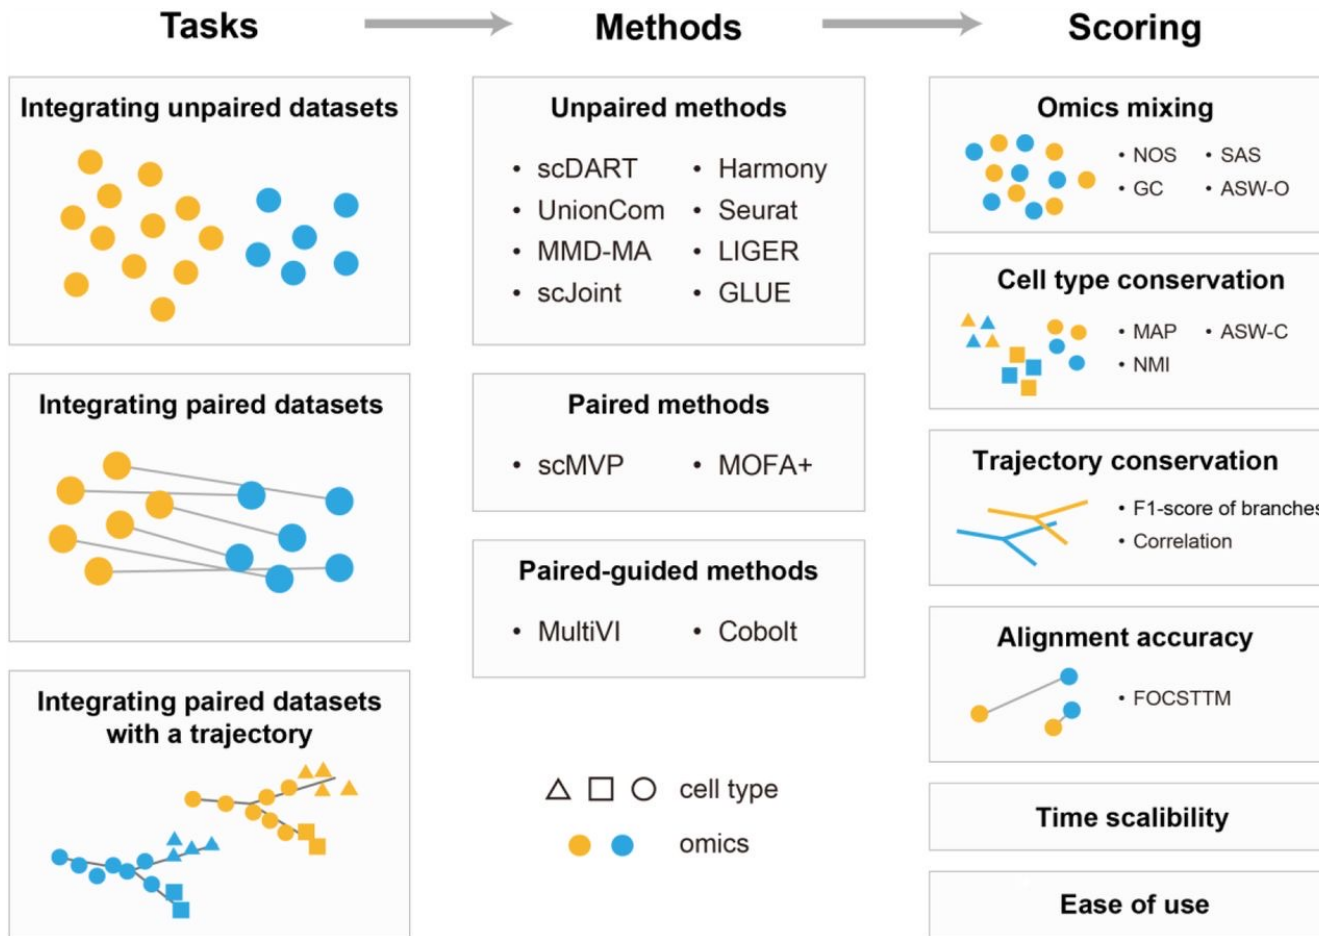 Tasks
Methods
Scoring
Integrating unpaired datasets
Integrating paired datasets
Integrating paired datasets
with a trajectory
Unpaired methods
• scDART • Harmony
• UnionCom • Seurat
• MMD-MA • LIGER
• scJoint • GLUE
Paired methods
• scMVP • MOFA+
Paired-guided methods
• MultiVI • Cobolt
cell type
omics
Omics mixing
• NOS • SAS
• GC • ASW-O
Cell type conservation
• MAP • ASW-C
• NMI
Trajectory conservation
• F1-score of branches
• Correlation
Alignment accuracy
• FOCSTTM
Time scalibility
Ease of use